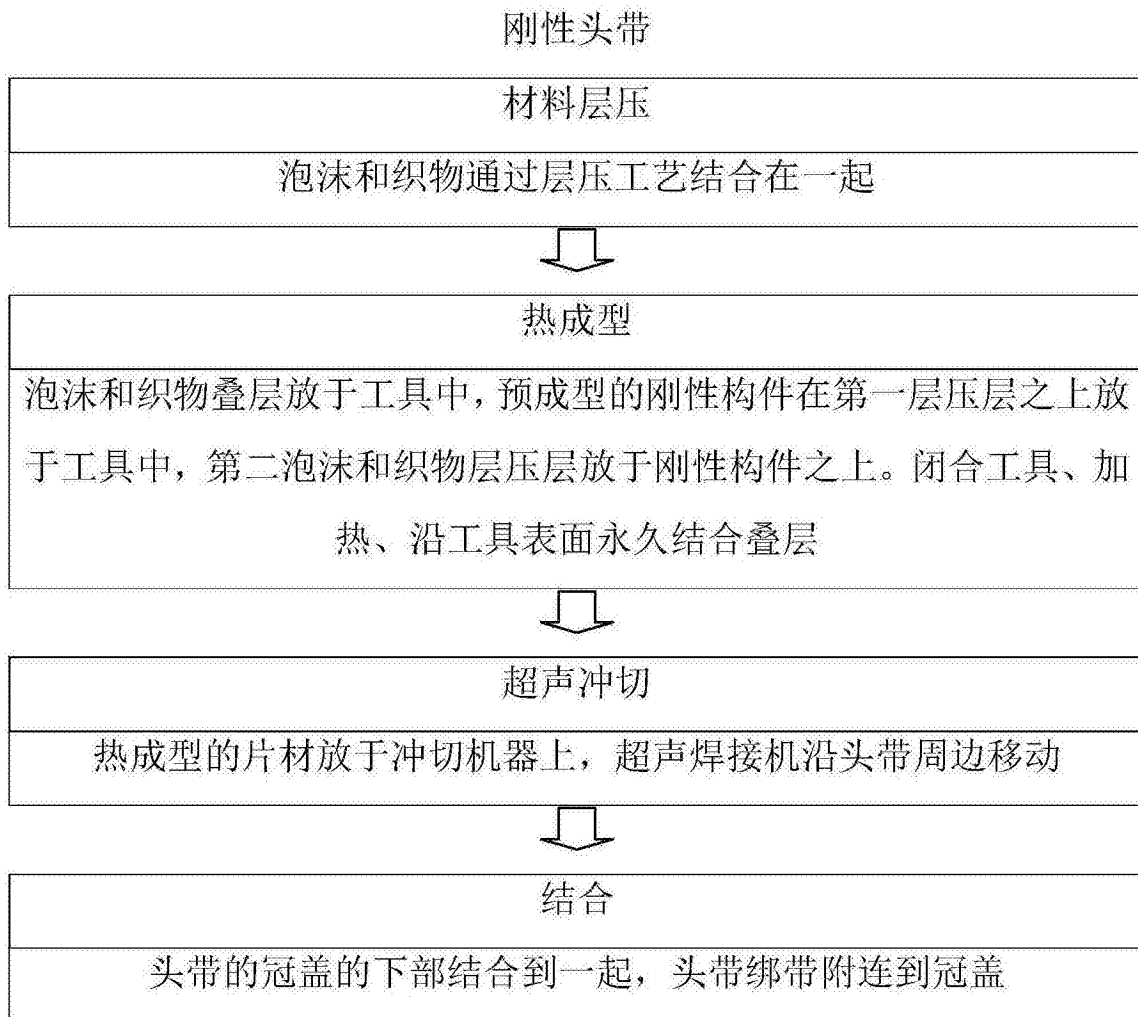 刚性头带
材料层压
泡沫和织物通过层压工艺结合在一起
热成型
泡沫和织物叠层放于工具中，预成型的刚性构件在第一层压层之上放
于工具中，第二泡沫和织物层压层放于刚性构件之上。闭合工具、加
热、沿工具表面永久结合叠层
超声冲切
热成型的片材放于冲切机器上，超声焊接机沿头带周边移动
结合
头带的冠盖的下部结合到一起，头带绑带附连到冠盖